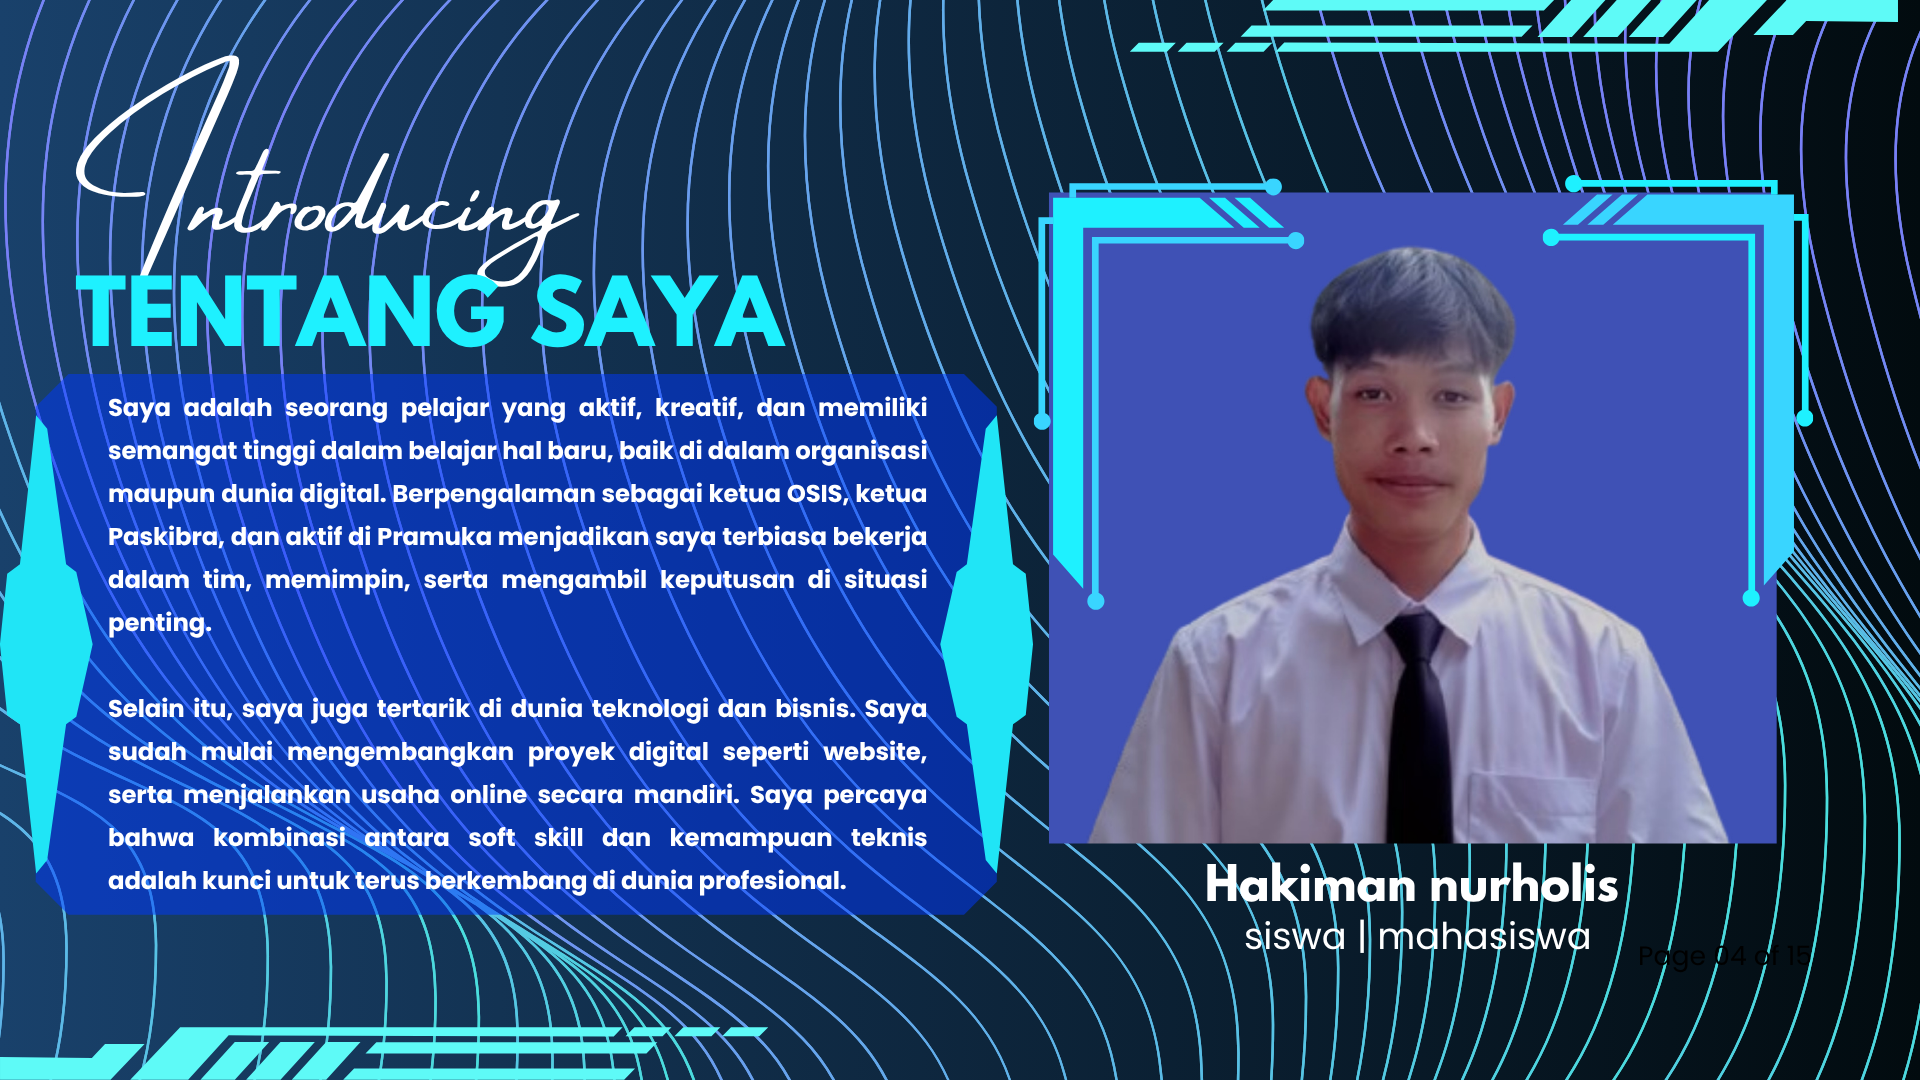 Introducing
TENTANG SAYA
Saya adalah seorang pelajar yang aktif, kreatif, dan memiliki
semangat tinggi dalam belajar hal baru, baik di dalam organisasi
maupun dunia digital. Berpengalaman sebagai ketua OSIS, ketua
Paskibra, dan aktif di Pramuka menjadikan saya terbiasa bekerja
dalam tim, memimpin, serta mengambil keputusan di situasi
penting.
Selain itu, saya juga tertarik di dunia teknologi dan bisnis. Saya
sudah mulai mengembangkan proyek digital seperti website,
serta menjalankan usaha online secara mandiri. Saya percaya
bahwa kombinasi antara soft skill dan kemampuan teknis
adalah kunci untuk terus berkembang di dunia profesional.
Hakiman nurholis
siswa | mahasiswa
Page 04 of 15